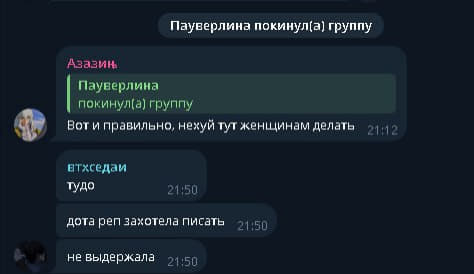 Пауверлина покинул(а) группу
Азазинь
Пауверлина
покинул(а) группу
Вот и правильно, нехуй тут женщинам делать 21:12
втхседаи
тудо 21:50
дота реп захотела писать 21:50
не выдержала 21:50